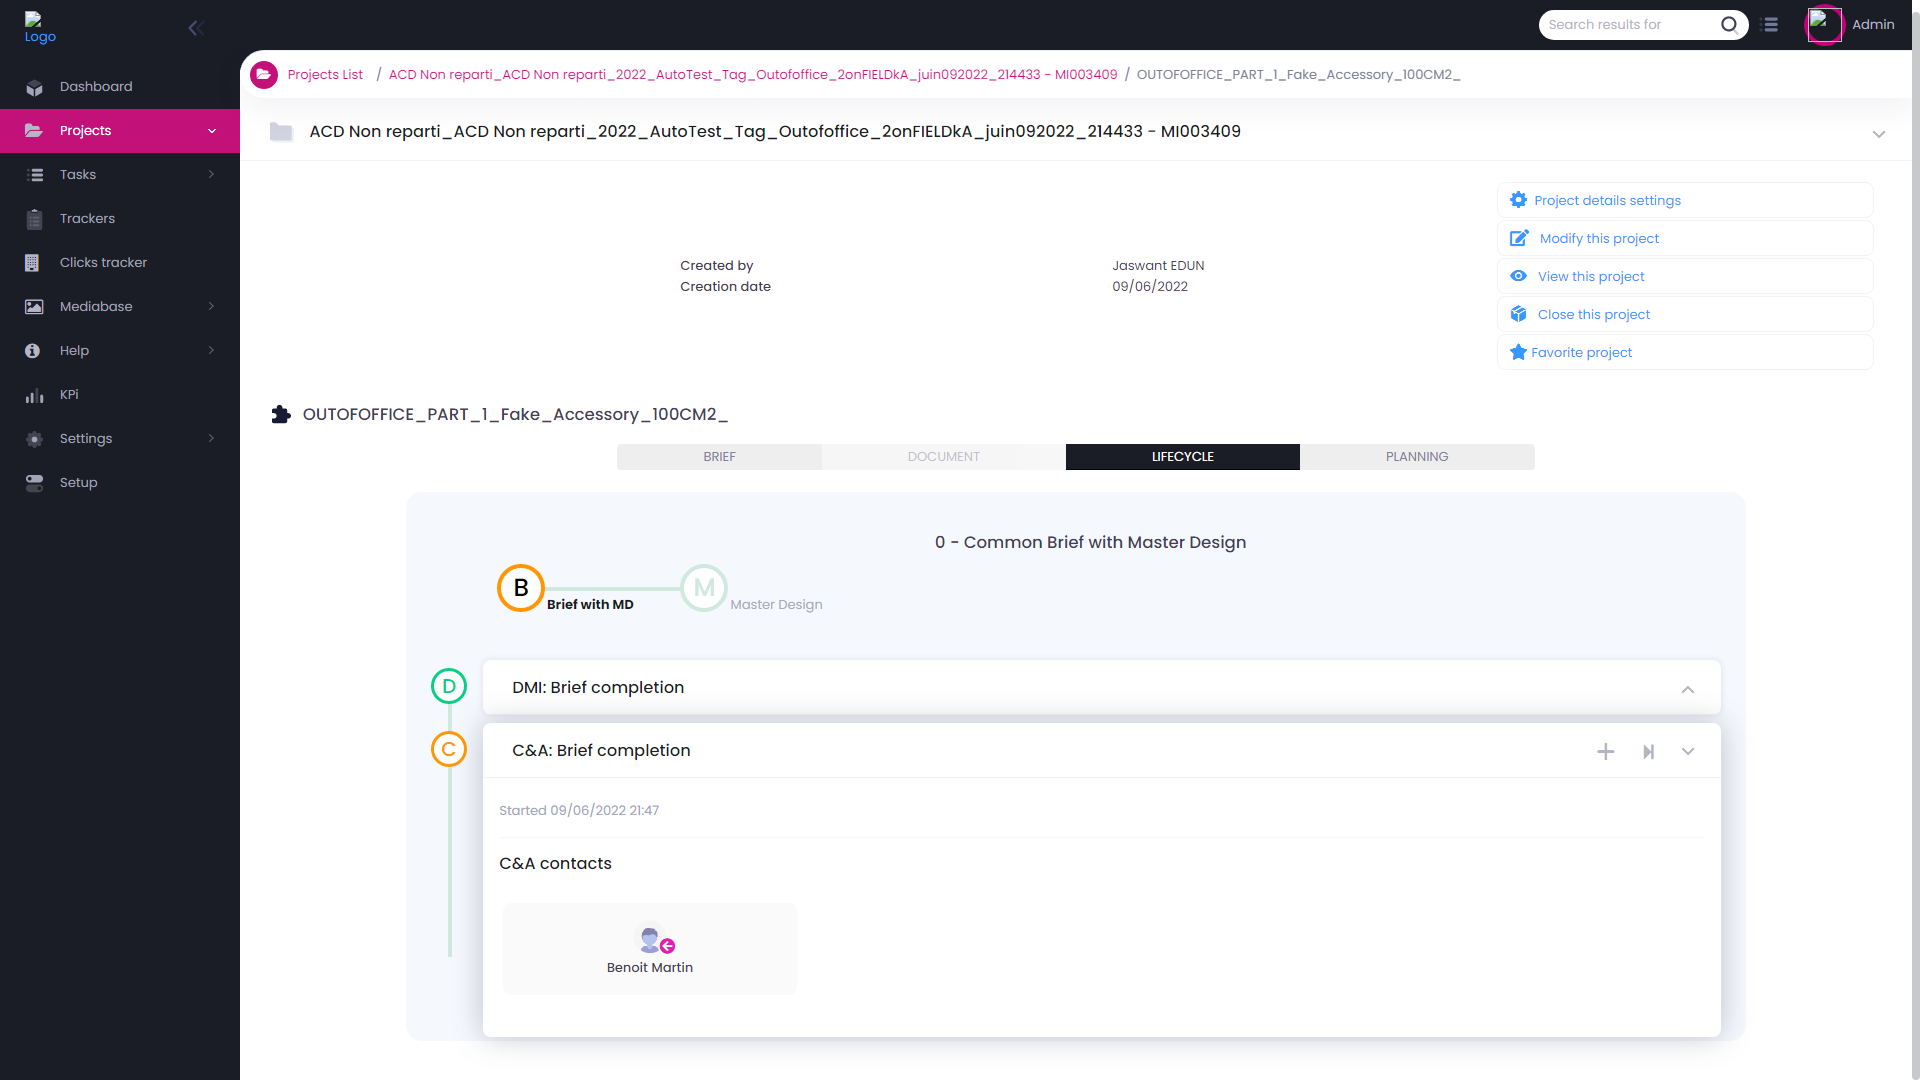 Logo
Search results for
Admin
Projects List / ACD Non reparti_ACD Non reparti_2022_AutoTest_Tag_Outofoffice_2onFIELDkA_juin092022_214433 - MI003409 / OUTOFOFFICE_PART_1_Fake_Accessory_100CM2_
Dashboard
Projects
Tasks
Trackers
Clicks tracker
Mediabase
Help
KPi
Settings
Setup
ACD Non reparti_ACD Non reparti_2022_AutoTest_Tag_Outofoffice_2onFIELDkA_juin092022_214433 - MI003409
Created by Jaswant EDUN
Creation date 09/06/2022
Project details settings
Modify this project
View this project
Close this project
Favorite project
OUTOFOFFICE_PART_1_Fake_Accessory_100CM2_
BRIEF DOCUMENT LIFECYCLE PLANNING
0 - Common Brief with Master Design
B Brief with MD M Master Design
D DMI: Brief completion
C C&A: Brief completion
Started 09/06/2022 21:47
C&A contacts
Benoit Martin